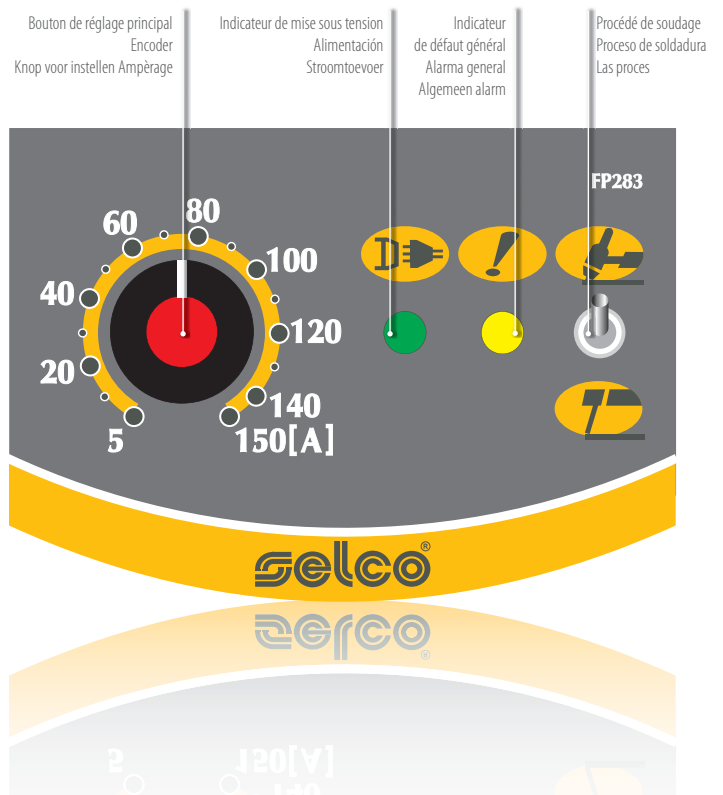 Bouton de réglage principal
Encoder
Knop voor instellen Ampèrage
Indicateur de mise sous tension
Alimentación
Stroomtoevoer
Indicateur
de défaut général
Alarma general
Algemeen alarm
Procédé de soudage
Proceso de soldadura
Las proces
FP283
5
20
40
60
80
100
120
140
150[A]
selco®